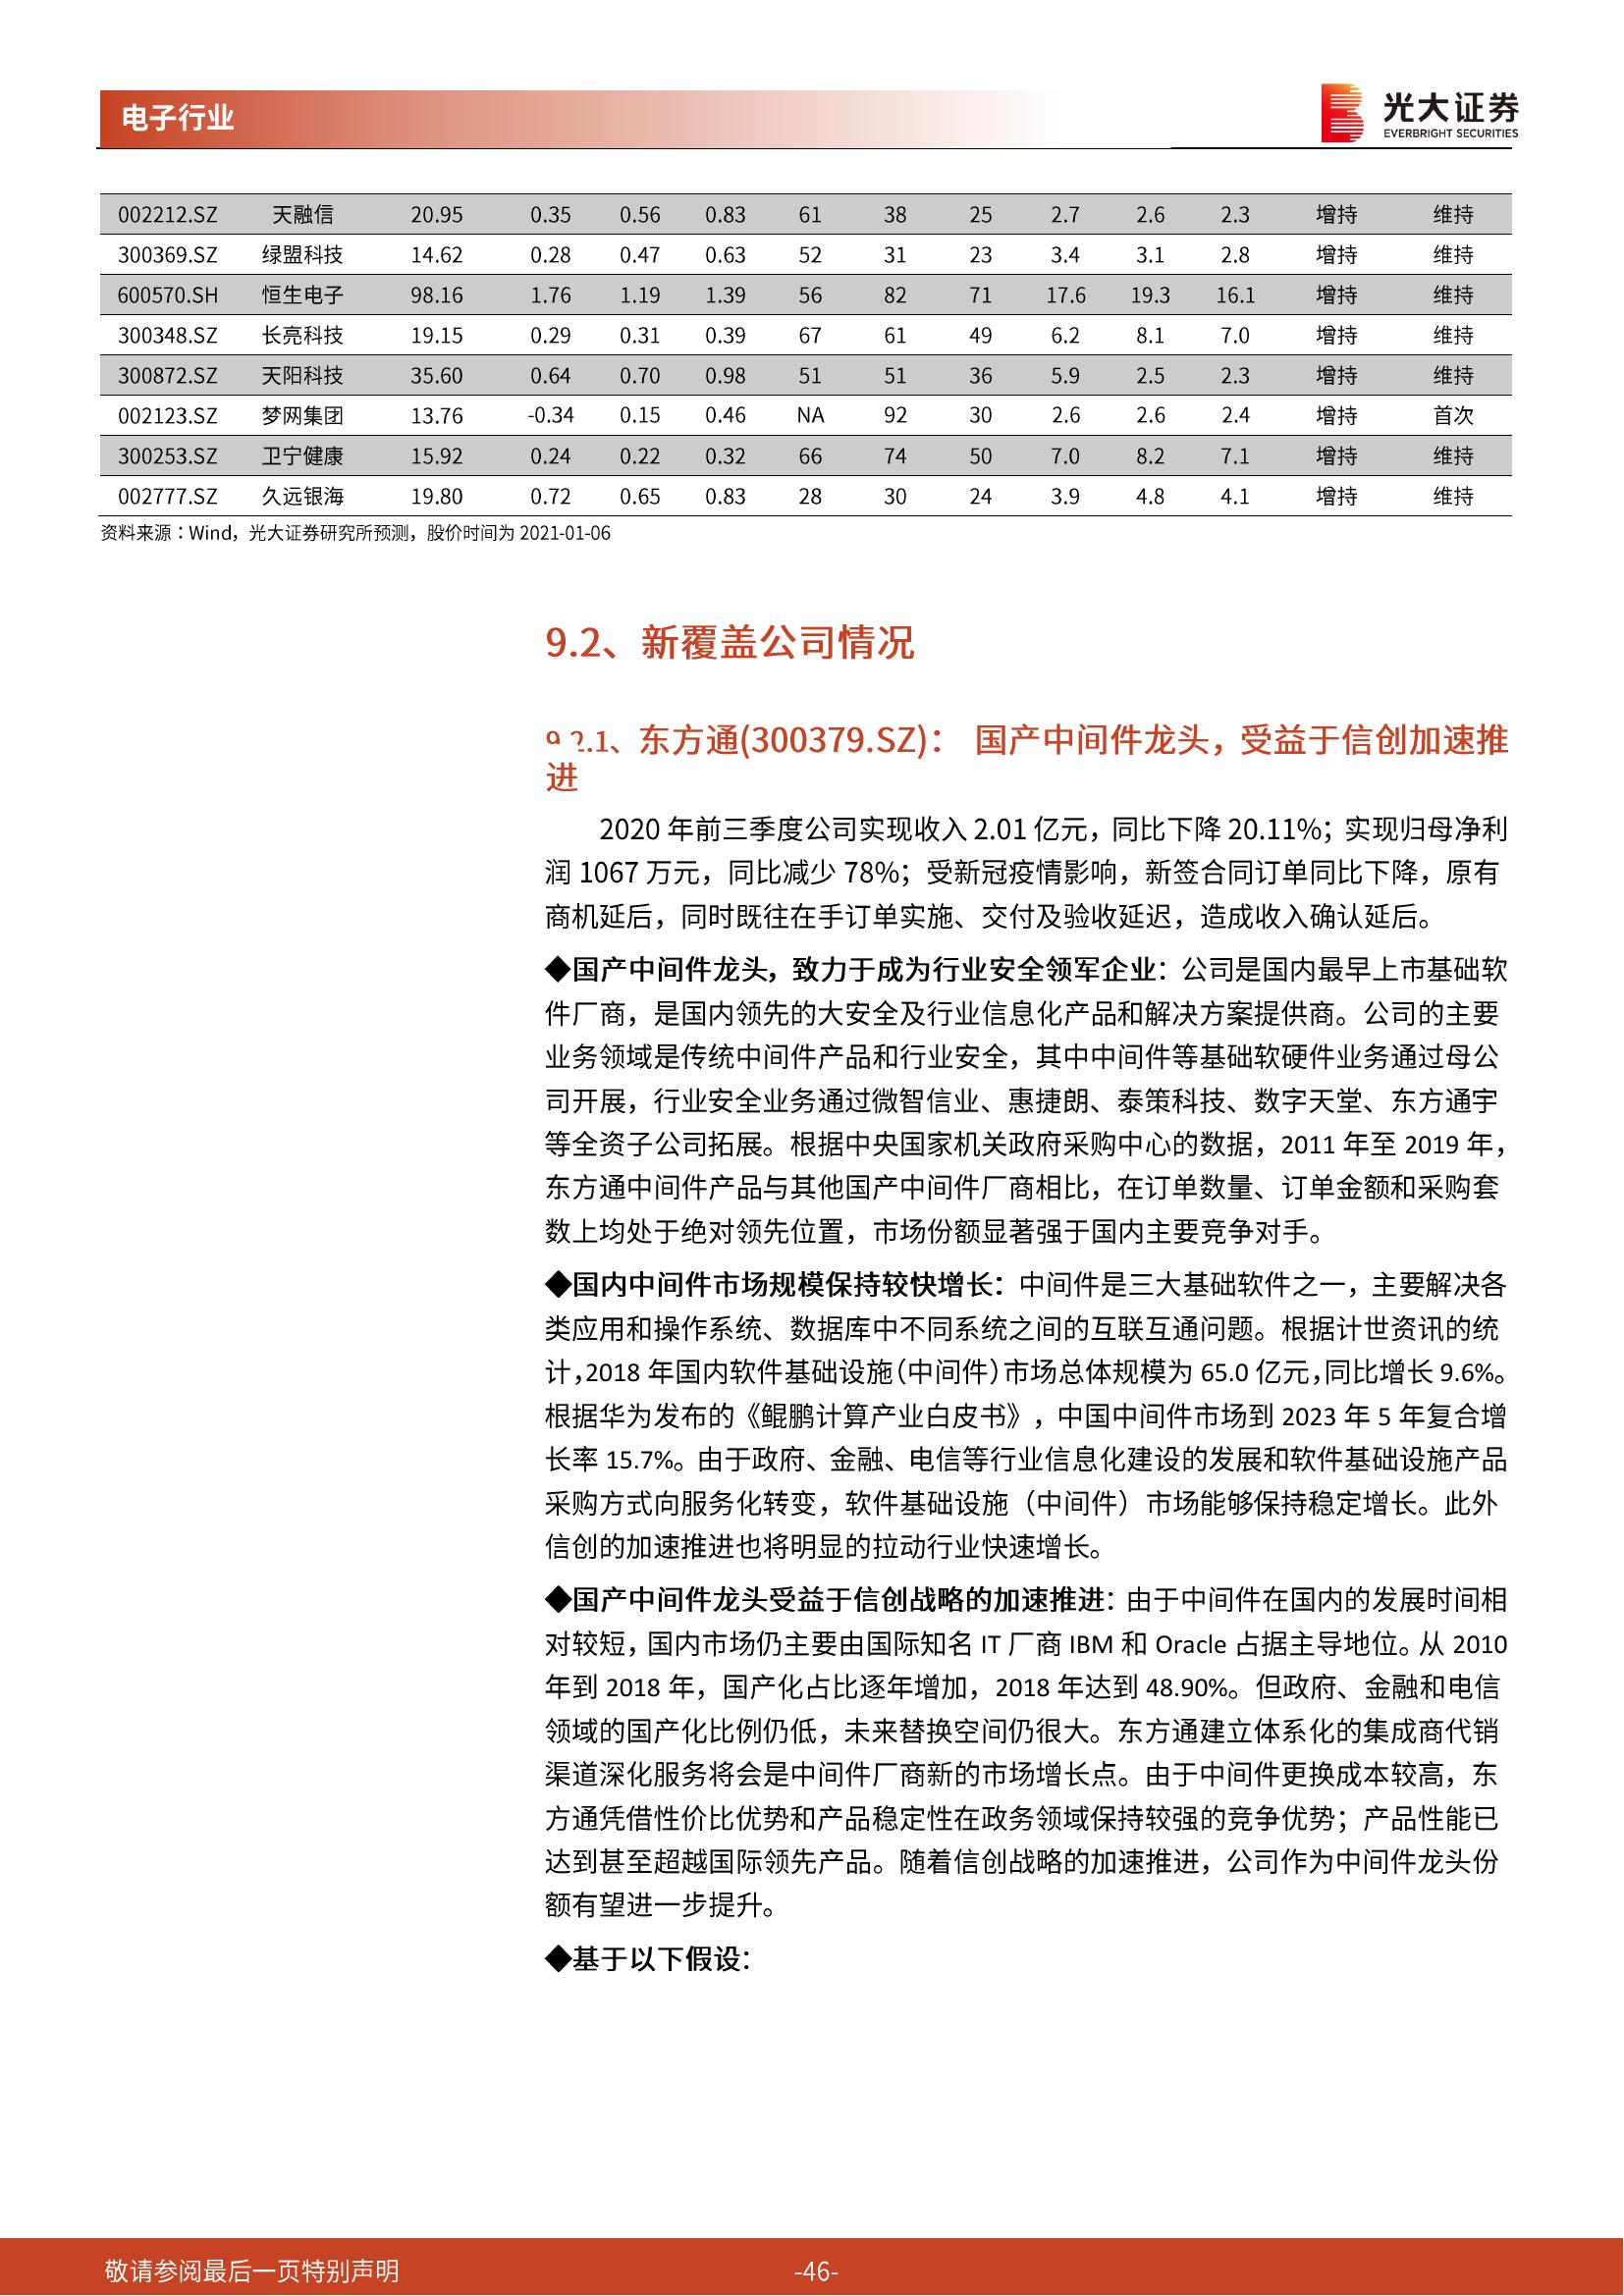 电子行业
光大证券
EVERBRIGHT SECURITIES
002212.SZ 天融信 20.95 0.35 0.56 0.83 61 38 25 2.7 2.6 2.3 增持 维持
300369.SZ 绿盟科技 14.62 0.28 0.47 0.63 52 31 23 3.4 3.1 2.8 增持 维持
600570.SH 恒生电子 98.16 1.76 1.19 1.39 56 82 71 17.6 19.3 16.1 增持 维持
300348.SZ 长亮科技 19.15 0.29 0.31 0.39 67 61 49 6.2 8.1 7.0 增持 维持
300872.SZ 天阳科技 35.60 0.64 0.70 0.98 51 51 36 5.9 2.5 2.3 增持 维持
002123.SZ 梦网集团 13.76 -0.34 0.15 0.46 NA 92 30 2.6 2.6 2.4 增持 首次
300253.SZ 卫宁健康 15.92 0.24 0.22 0.32 66 74 50 7.0 8.2 7.1 增持 维持
002777.SZ 久远银海 19.80 0.72 0.65 0.83 28 30 24 3.9 4.8 4.1 增持 维持
资料来源：Wind，光大证券研究所预测，股价时间为 2021-01-06
9.2、新覆盖公司情况
9.2.1、东方通(300379.SZ)： 国产中间件龙头，受益于信创加速推
进
2020 年前三季度公司实现收入 2.01 亿元，同比下降 20.11%；实现归母净利
润 1067 万元，同比减少 78%；受新冠疫情影响，新签合同订单同比下降，原有
商机延后，同时既往在手订单实施、交付及验收延迟，造成收入确认延后。
◆国产中间件龙头，致力于成为行业安全领军企业：公司是国内最早上市基础软
件厂商，是国内领先的大安全及行业信息化产品和解决方案提供商。公司的主要
业务领域是传统中间件产品和行业安全，其中中间件等基础软硬件业务通过母公
司开展，行业安全业务通过微智信业、惠捷朗、泰策科技、数字天堂、东方通宇
等全资子公司拓展。根据中央国家机关政府采购中心的数据，2011 年至 2019 年，
东方通中间件产品与其他国产中间件厂商相比，在订单数量、订单金额和采购套
数上均处于绝对领先位置，市场份额显著强于国内主要竞争对手。
◆国内中间件市场规模保持较快增长：中间件是三大基础软件之一，主要解决各
类应用和操作系统、数据库中不同系统之间的互联互通问题。根据计世资讯的统
计，2018 年国内软件基础设施（中间件）市场总体规模为 65.0 亿元，同比增长 9.6%。
根据华为发布的《鲲鹏计算产业白皮书》，中国中间件市场到 2023 年 5 年复合增
长率 15.7%。由于政府、金融、电信等行业信息化建设的发展和软件基础设施产品
采购方式向服务化转变，软件基础设施（中间件）市场能够保持稳定增长。此外
信创的加速推进也将明显的拉动行业快速增长。
◆国产中间件龙头受益于信创战略的加速推进：由于中间件在国内的发展时间相
对较短，国内市场仍主要由国际知名 IT 厂商 IBM 和 Oracle 占据主导地位。从 2010
年到 2018 年，国产化占比逐年增加，2018 年达到 48.90%。但政府、金融和电信
领域的国产化比例仍低，未来替换空间仍很大。东方通建立体系化的集成商代销
渠道深化服务将会是中间件厂商新的市场增长点。由于中间件更换成本较高，东
方通凭借性价比优势和产品稳定性在政务领域保持较强的竞争优势；产品性能已
达到甚至超越国际领先产品。随着信创战略的加速推进，公司作为中间件龙头份
额有望进一步提升。
◆基于以下假设：
敬请参阅最后一页特别声明
-46-